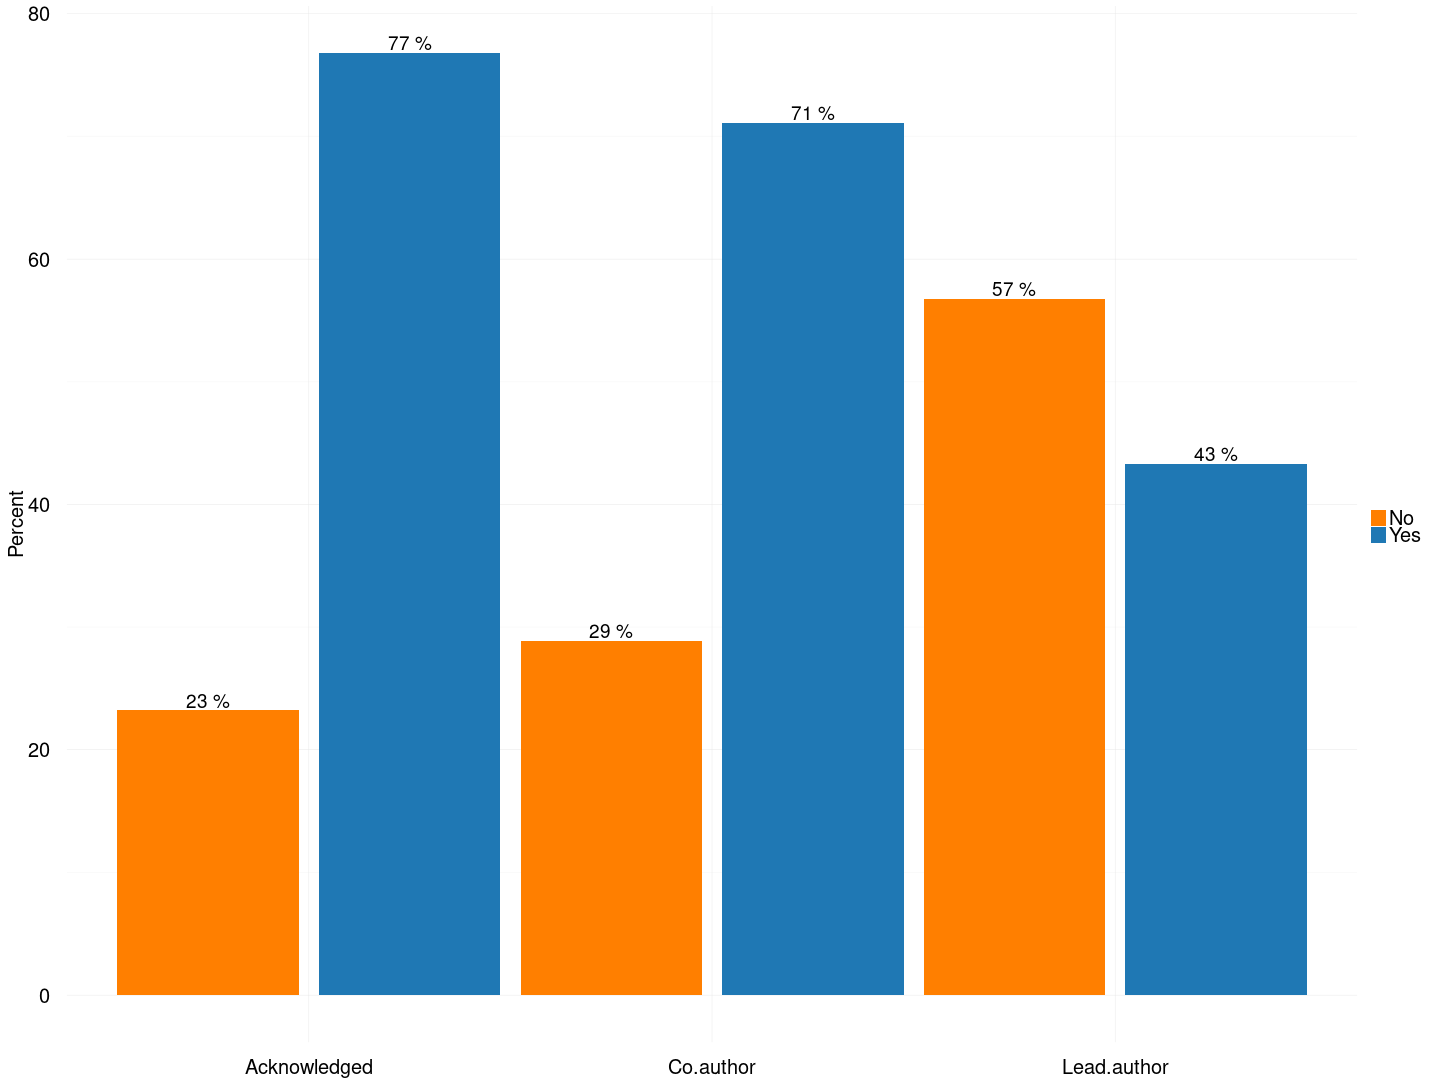 80
77 %
71 %
60
57 %
43 %
40
Percent
No
Yes
29 %
23 %
20
0
Acknowledged
Co.author
Lead.author